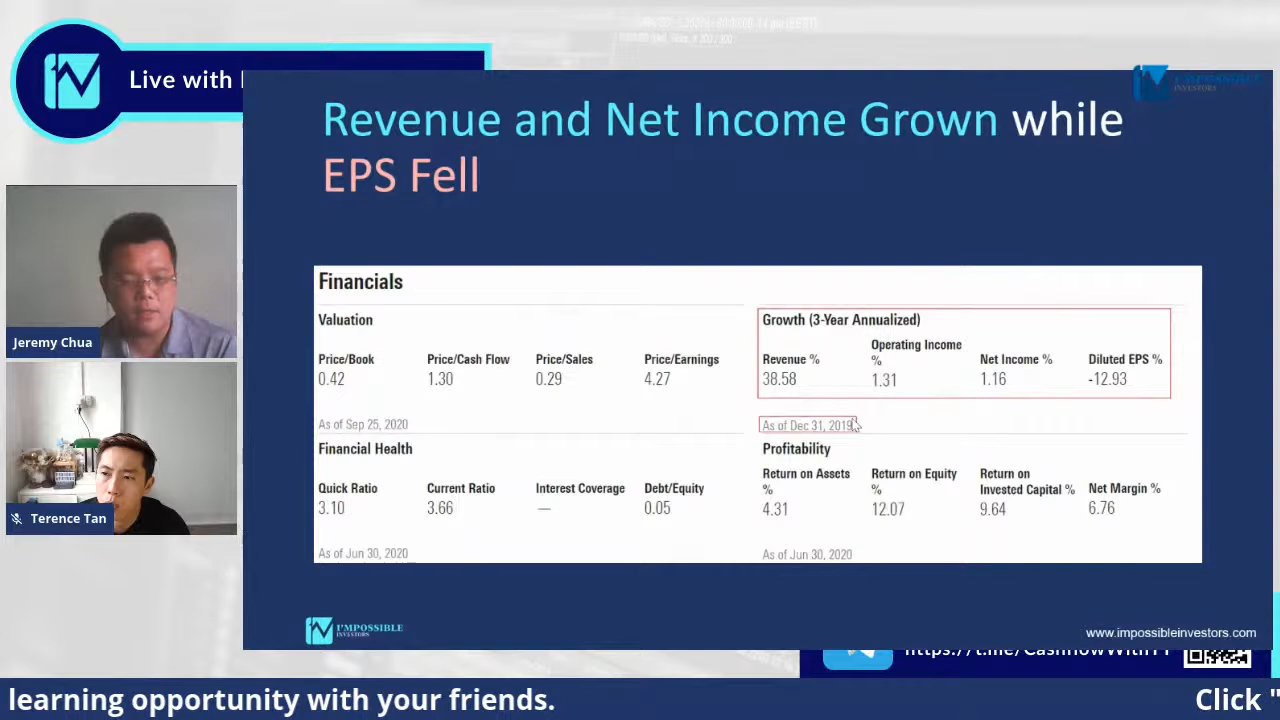 Live with
I'MPOSSIBLE
INVESTORS
Revenue and Net Income Grown while
EPS Fell
Financials
Valuation
Price/Book Price/Cash Flow Price/Sales Price/Earnings
0.42 1.30 0.29 4.27
As of Sep 25, 2020
Growth (3-Year Annualized)
Revenue % Operating Income % Net Income % Diluted EPS %
38.58 1.31 1.16 -12.93
As of Dec 31, 2019
Financial Health
Quick Ratio Current Ratio Interest Coverage Debt/Equity
3.10 3.66 — 0.05
As of Jun 30, 2020
Profitability
Return on Assets % Return on Equity % Return on Invested Capital % Net Margin %
4.31 12.07 9.64 6.76
As of Jun 30, 2020
Jeremy Chua
Terence Tan
I'MPOSSIBLE
INVESTORS
www.impossibleinvestors.com
learning opportunity with your friends.
Click "